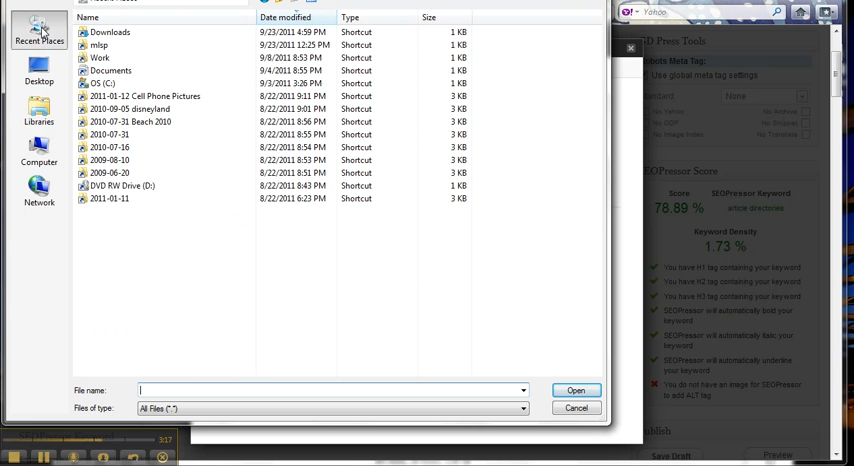 Yahoo
Name Date modified Type Size
Downloads 9/23/2011 4:59 PM Shortcut 1 KB
mlsp 9/23/2011 12:25 PM Shortcut 1 KB
Work 9/8/2011 8:53 PM Shortcut 1 KB
Documents 9/4/2011 8:55 PM Shortcut 1 KB
OS (C:) 9/3/2011 3:26 PM Shortcut 1 KB
2011-01-12 Cell Phone Pictures 8/22/2011 9:11 PM Shortcut 3 KB
2010-09-05 disneyland 8/22/2011 9:01 PM Shortcut 3 KB
2010-07-31 Beach 2010 8/22/2011 8:56 PM Shortcut 3 KB
2010-07-31 8/22/2011 8:55 PM Shortcut 3 KB
2010-07-16 8/22/2011 8:54 PM Shortcut 3 KB
2009-08-10 8/22/2011 8:53 PM Shortcut 3 KB
2009-06-20 8/22/2011 8:51 PM Shortcut 3 KB
DVD RW Drive (D:) 8/22/2011 8:43 PM Shortcut 1 KB
2011-01-11 8/22/2011 6:23 PM Shortcut 3 KB
Recent Places
Desktop
Libraries
Computer
Network
File name:
Open
Files of type: All Files (*.*)
Cancel
3:17
GD Press Tools
Robots Meta Tag:
Use global meta tag settings
Standard None
No Yahoo No Archive
No ODP No Snippet
No Image Index No Translate
SEOPressor Score
Score SEOPressor Keyword
78.89 % article directories
Keyword Density
1.73 %
You have H1 tag containing your keyword
You have H2 tag containing your keyword
You have H3 tag containing your keyword
SEOPressor will automatically bold your
keyword
SEOPressor will automatically italic your
keyword
SEOPressor will automatically underline
your keyword
You do not have an image for SEOPressor
to add ALT tag
Publish
Save Draft Preview